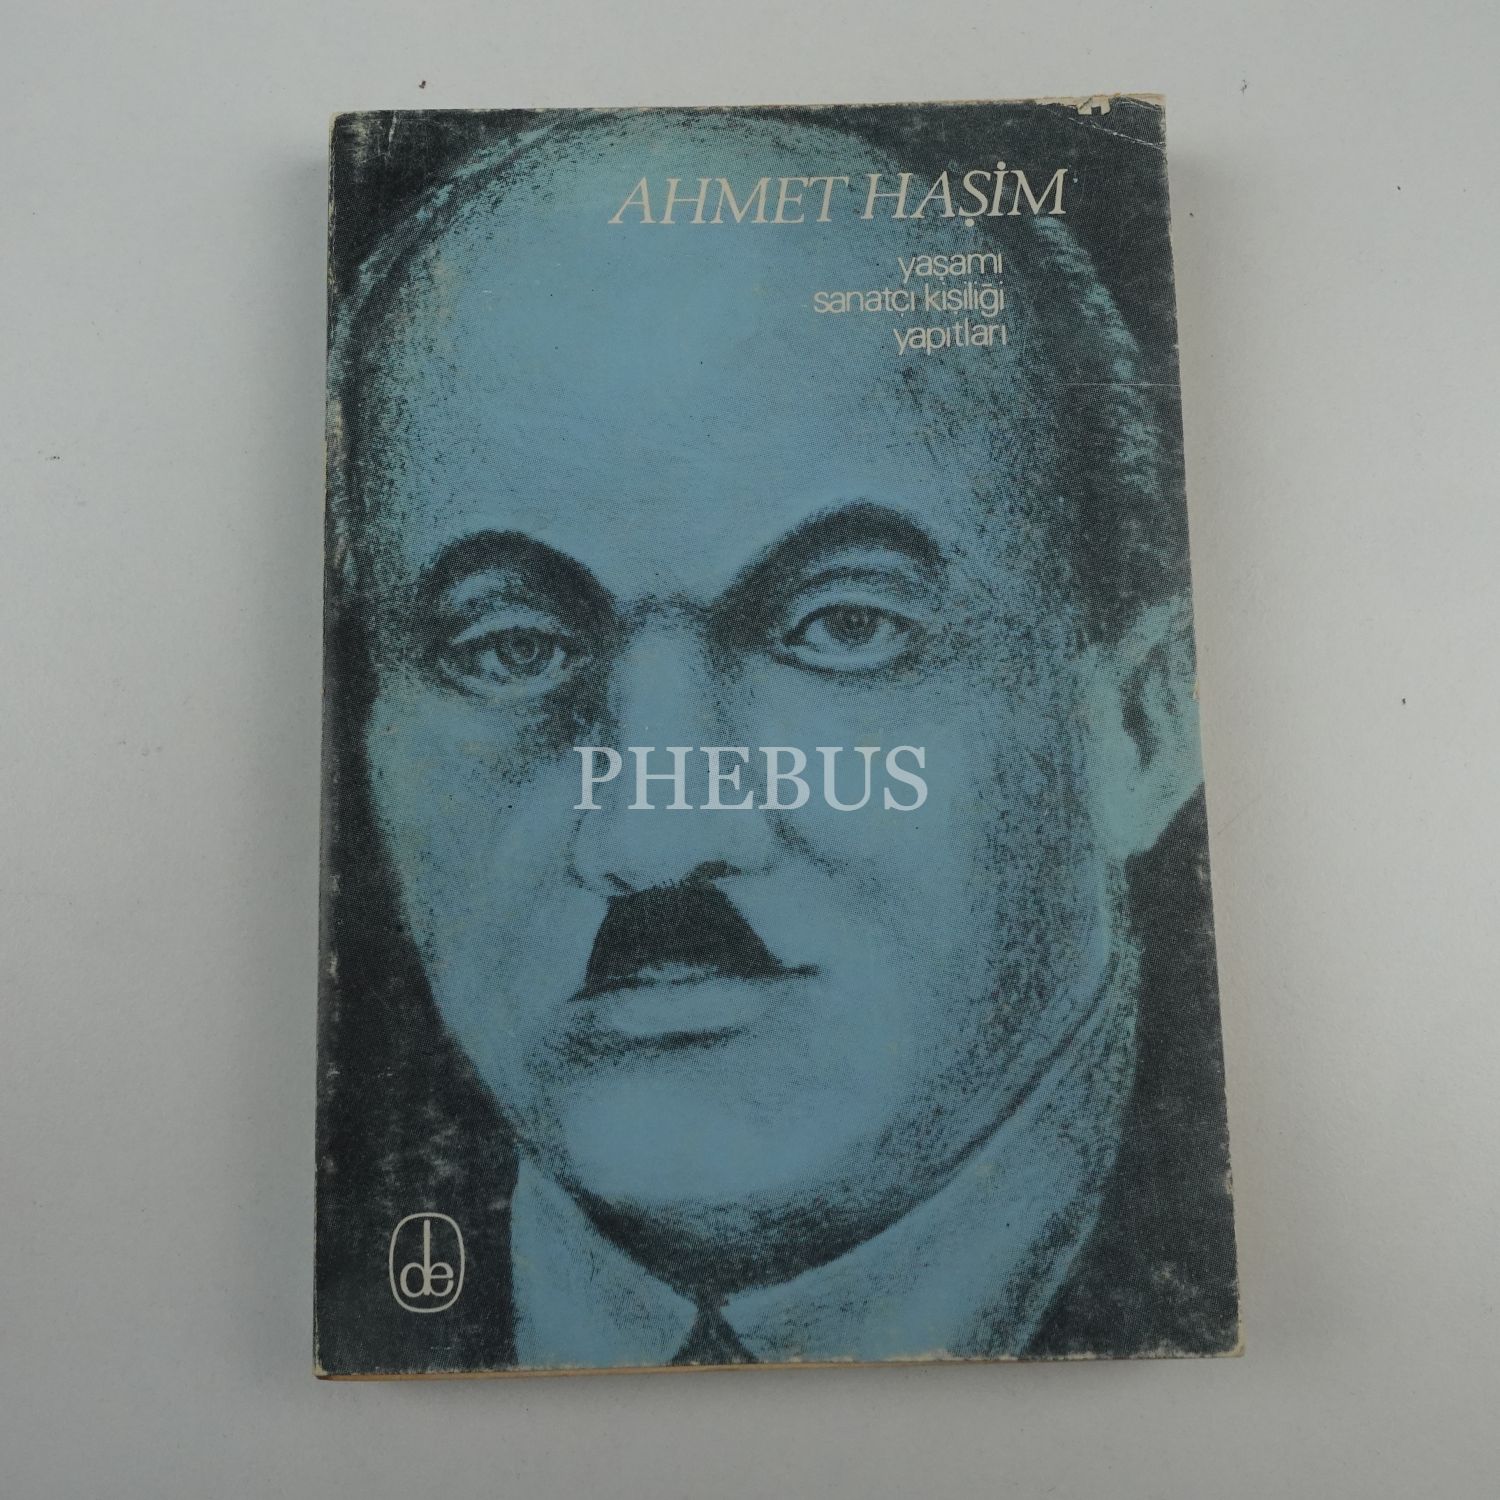 AHMET HAŞİM
yaşamı
sanatçı kişiliği
yapıtları
PHEBUS
de